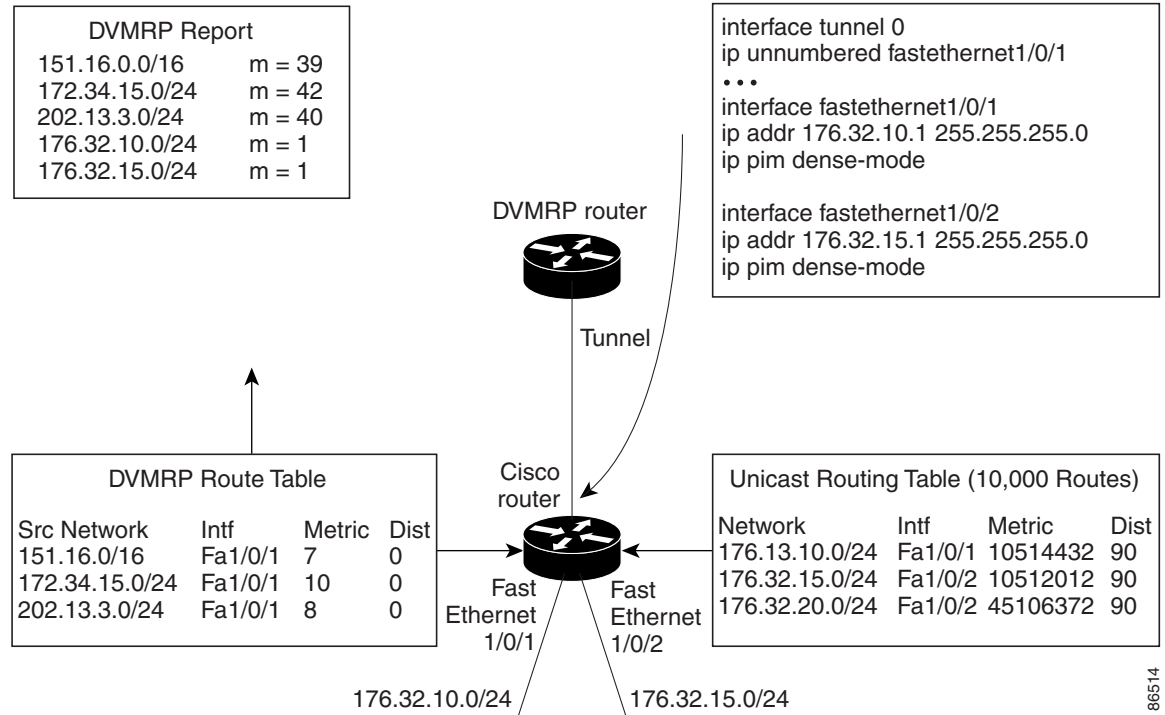 DVMRP Report
151.16.0.0/16 m = 39
172.34.15.0/24 m = 42
202.13.3.0/24 m = 40
176.32.10.0/24 m = 1
176.32.15.0/24 m = 1
interface tunnel 0
ip unnumbered fastethernet1/0/1
• • •
interface fastethernet1/0/1
ip addr 176.32.10.1 255.255.255.0
ip pim dense-mode
interface fastethernet1/0/2
ip addr 176.32.15.1 255.255.255.0
ip pim dense-mode
DVMRP router
Tunnel
DVMRP Route Table
Src Network Intf Metric Dist
151.16.0/16 Fa1/0/1 7 0
172.34.15.0/24 Fa1/0/1 10 0
202.13.3.0/24 Fa1/0/1 8 0
Cisco
router
Unicast Routing Table (10,000 Routes)
Network Intf Metric Dist
176.13.10.0/24 Fa1/0/1 10514432 90
176.32.15.0/24 Fa1/0/2 10512012 90
176.32.20.0/24 Fa1/0/2 45106372 90
Fast
Ethernet
1/0/1
Fast
Ethernet
1/0/2
176.32.10.0/24
176.32.15.0/24
86514